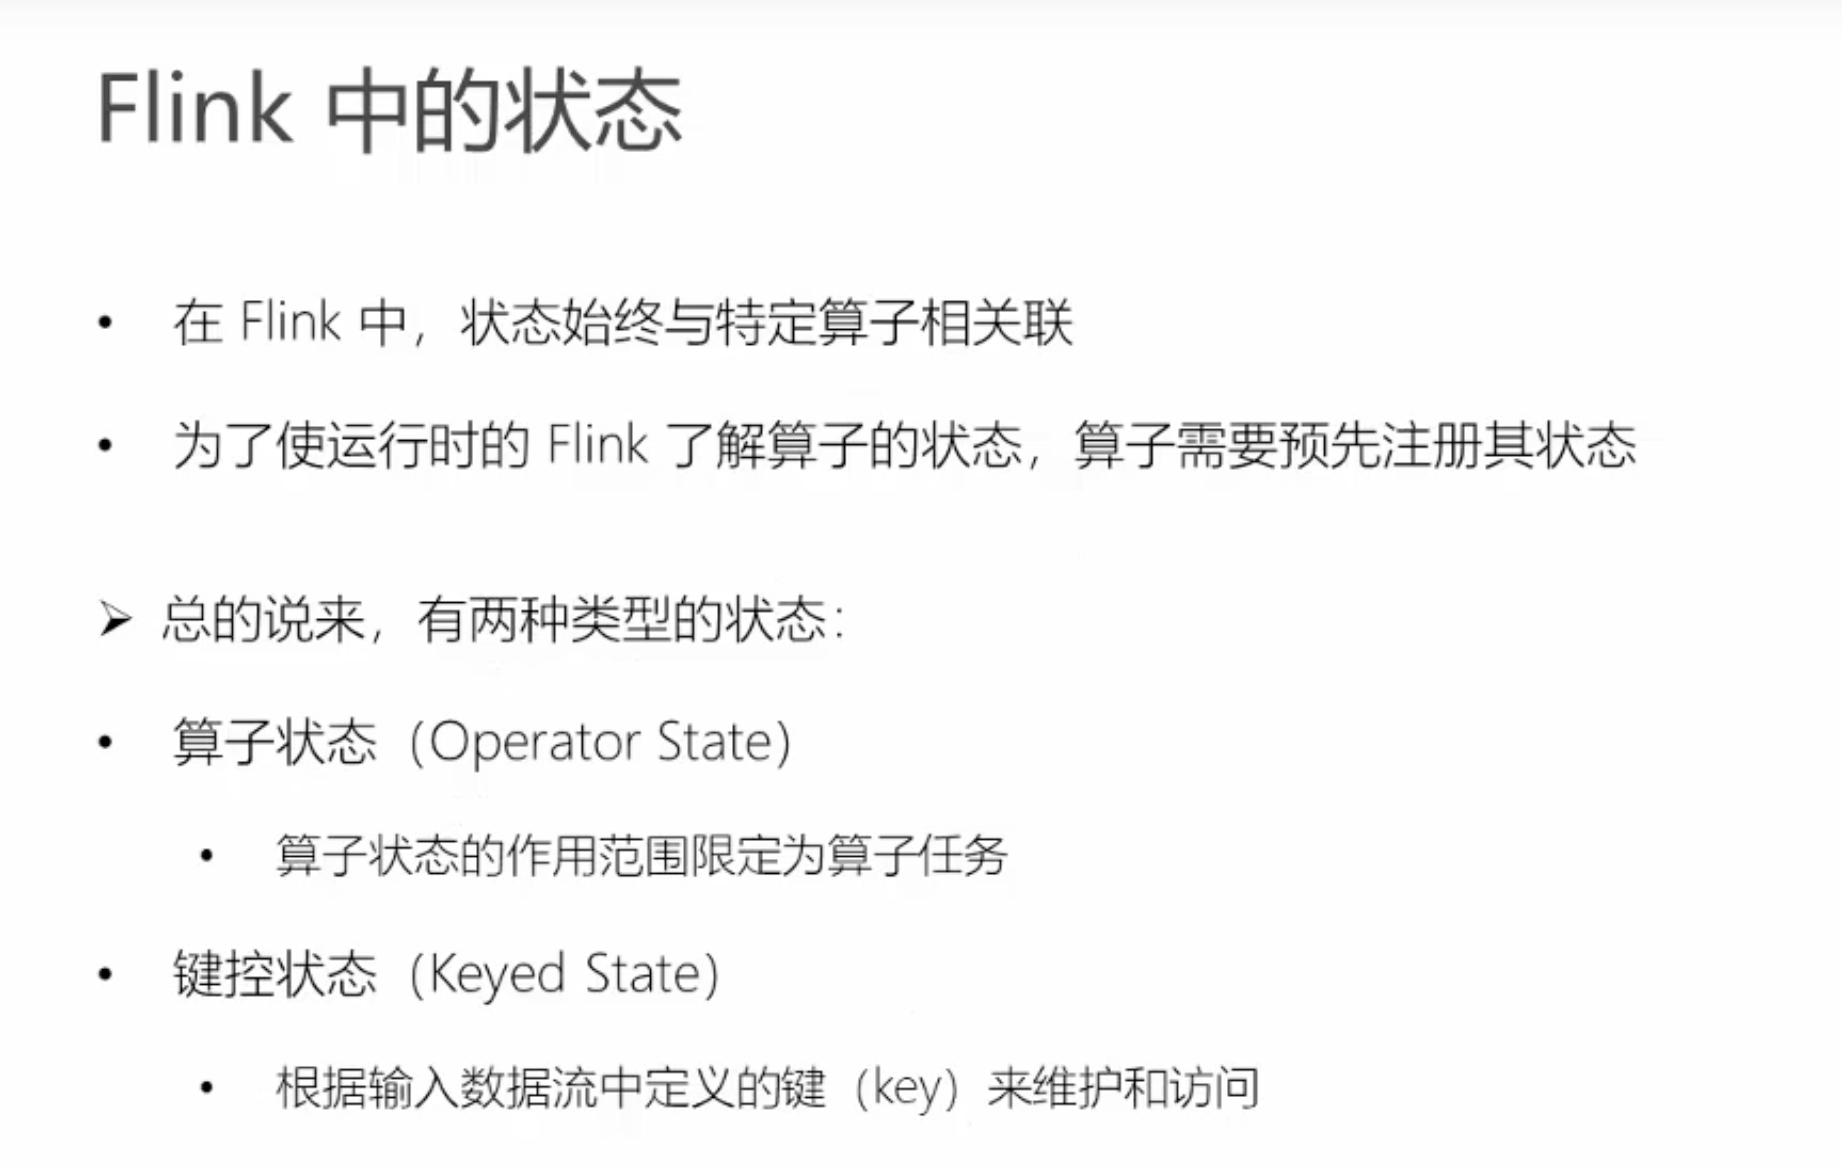 Flink 中的状态
• 在 Flink 中，状态始终与特定算子相关联
• 为了使运行时的 Flink 了解算子的状态，算子需要预先注册其状态
➢ 总的说来，有两种类型的状态：
• 算子状态（Operator State）
• 算子状态的作用范围限定为算子任务
• 键控状态（Keyed State）
• 根据输入数据流中定义的键（key）来维护和访问